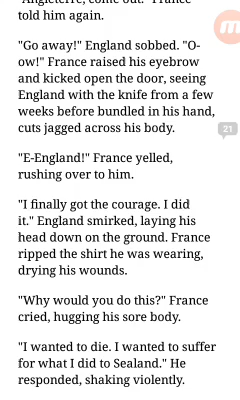 "Angleterre, come out." France
told him again.
"Go away!" England sobbed. "O-
ow!" France raised his eyebrow
and kicked open the door, seeing
England with the knife from a few
weeks before bundled in his hand,
cuts jagged across his body.
21
"E-England!" France yelled,
rushing over to him.
"I finally got the courage. I did
it." England smirked, laying his
head down on the ground. France
ripped the shirt he was wearing,
drying his wounds.
"Why would you do this?" France
cried, hugging his sore body.
"I wanted to die. I wanted to suffer
for what I did to Sealand." He
responded, shaking violently.